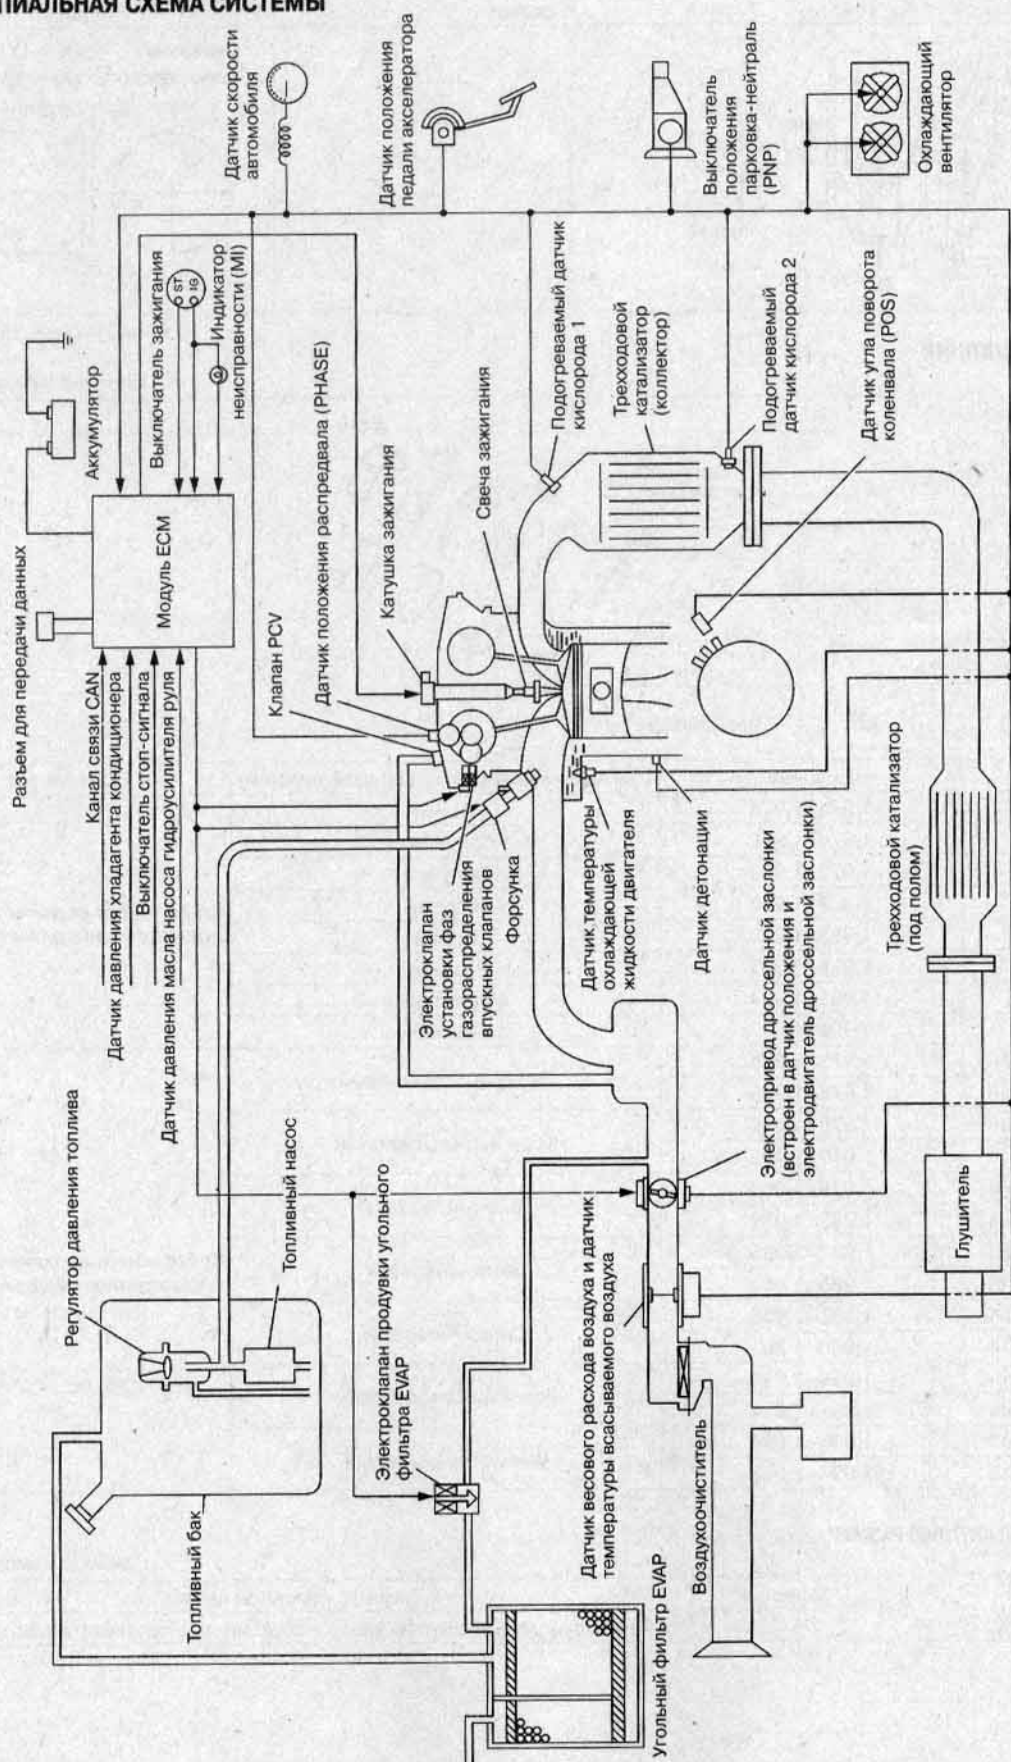 ПИАЛЬНАЯ СХЕМА СИСТЕМЫ
Датчик скорости
автомобиля
Датчик положения
педали акселератора
Выключатель
положения
парковка-нейтраль
(PNP)
Охлаждающий
вентилятор
Аккумулятор
Выключатель зажигания
ST
IG
Индикатор
неисправности (MI)
Разъем для передачи данных
Модуль ECM
Канал связи CAN
Датчик давления хладагента кондиционера
Выключатель стоп-сигнала
Датчик давления масла насоса гидроусилителя руля
Клапан PCV
Датчик положения распредвала (PHASE)
Катушка зажигания
Свеча зажигания
Подогреваемый датчик
кислорода 1
Трехходовой
катализатор
(коллектор)
Подогреваемый
датчик кислорода 2
Датчик угла поворота
коленвала (POS)
Электроклапан
установки фаз
газораспределения
впускных клапанов
Форсунка
Датчик температуры
охлаждающей
жидкости двигателя
Датчик детонации
Трехходовой катализатор
(под полом)
Регулятор давления топлива
Топливный насос
Топливный бак
Электроклапан продувки угольного
фильтра EVAP
Электропривод дроссельной заслонки
(встроен в датчик положения и
электродвигатель дроссельной заслонки)
Датчик весового расхода воздуха и датчик
температуры всасываемого воздуха
Глушитель
Воздухоочиститель
Угольный фильтр EVAP